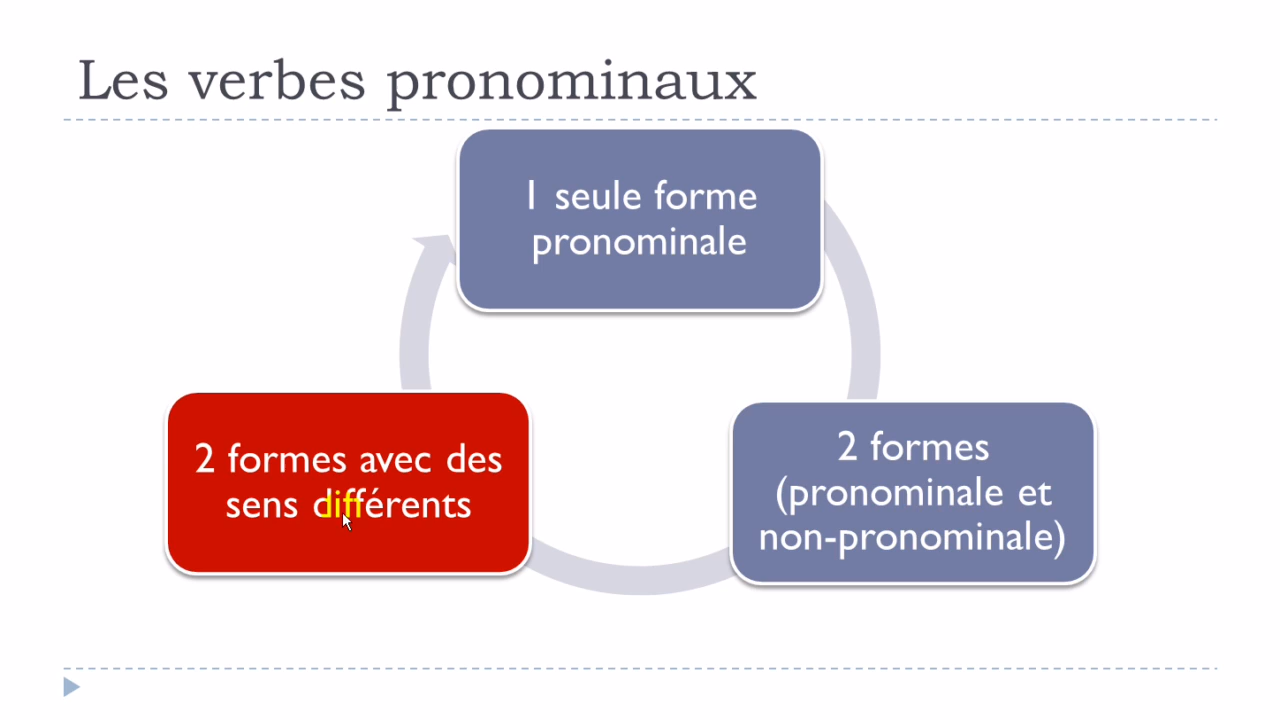 Les verbes pronominaux
1 seule forme
pronominale
2 formes avec des
sens différents
2 formes
(pronominale et
non-pronominale)